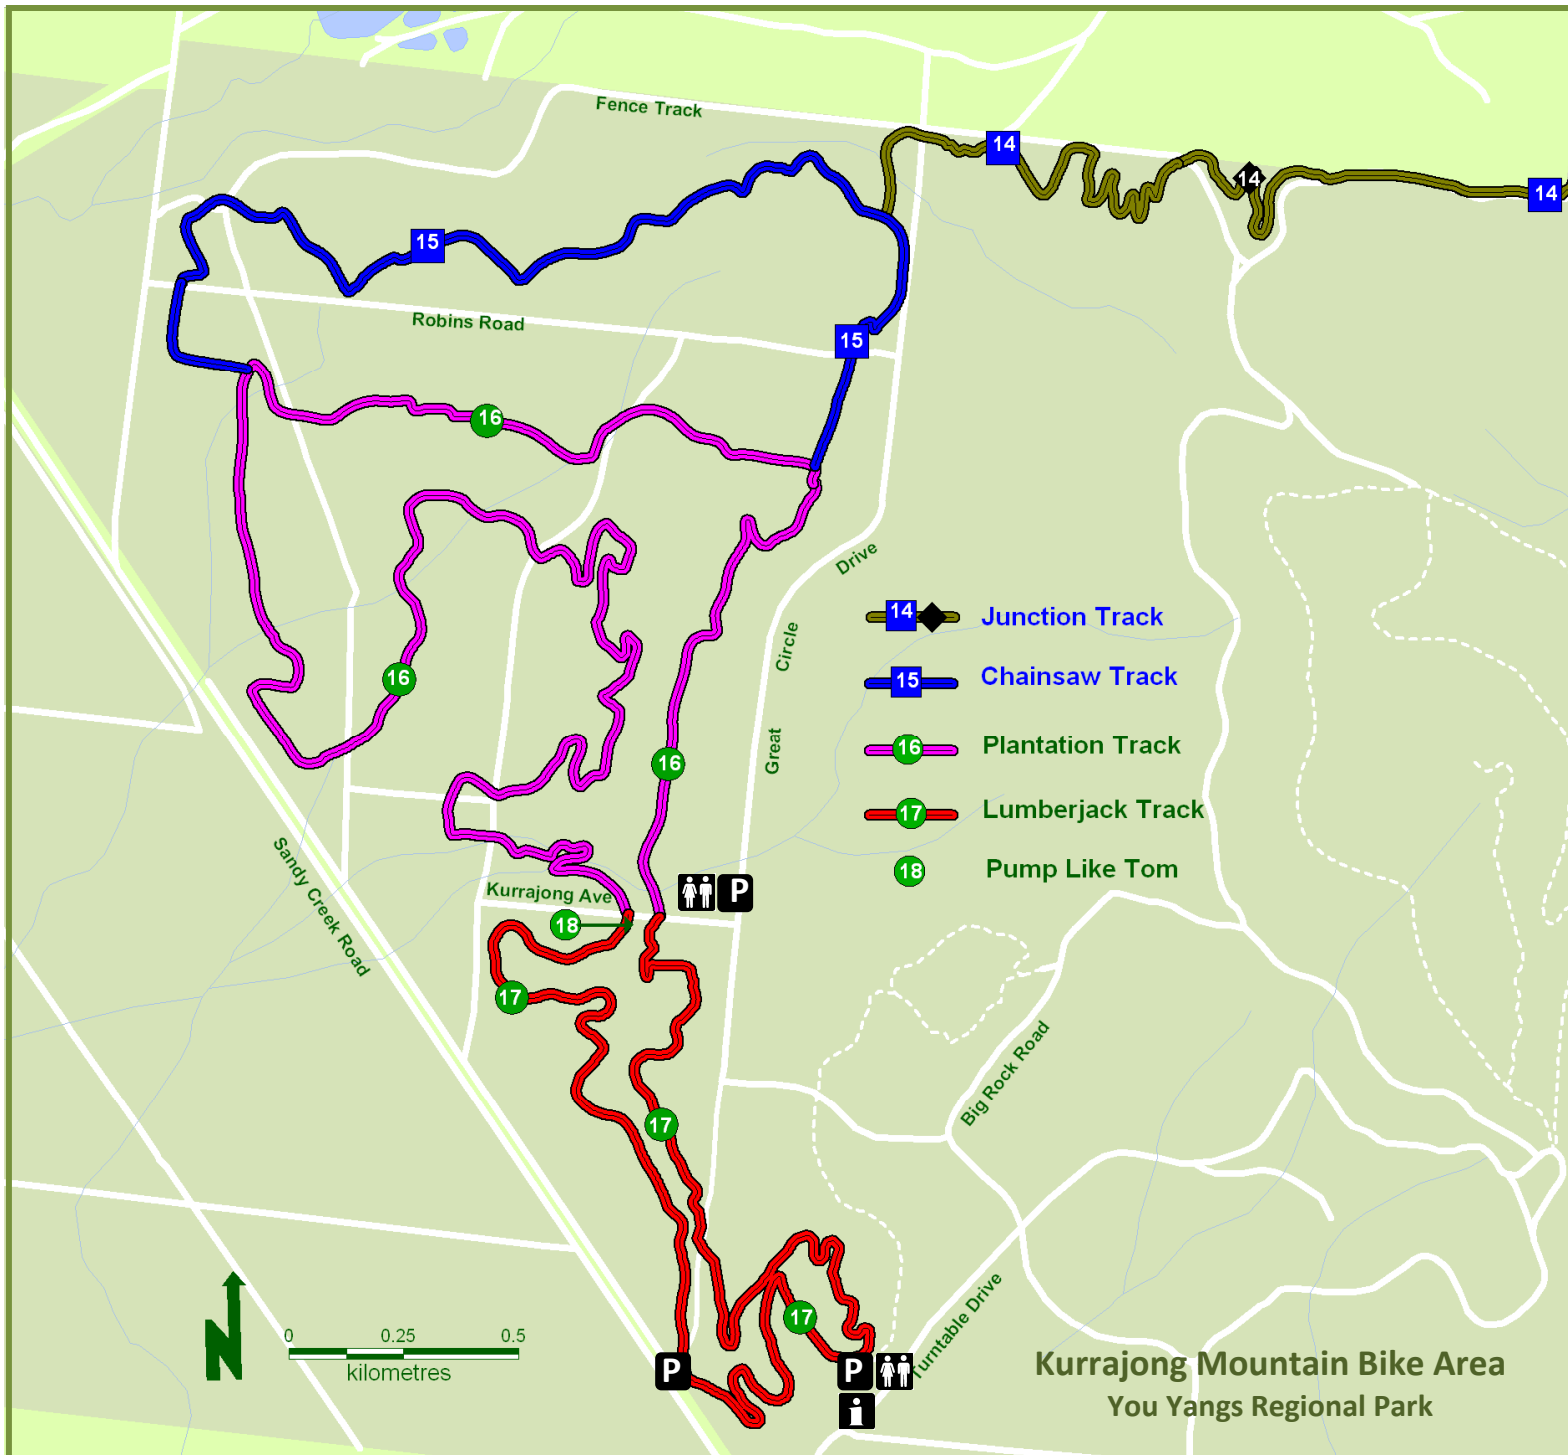 Fence Track
14
14
14
15
Robins Road
15
16
Drive
Circle
Great
14 Junction Track
15 Chainsaw Track
16 Plantation Track
17 Lumberjack Track
18 Pump Like Tom
16
16
Sandy Creek Road
Kurrajong Ave
P
18
17
17
Big Rock Road
17
Turntable Drive
N
0 0.25 0.5
kilometres
P
P
i
Kurrajong Mountain Bike Area
You Yangs Regional Park